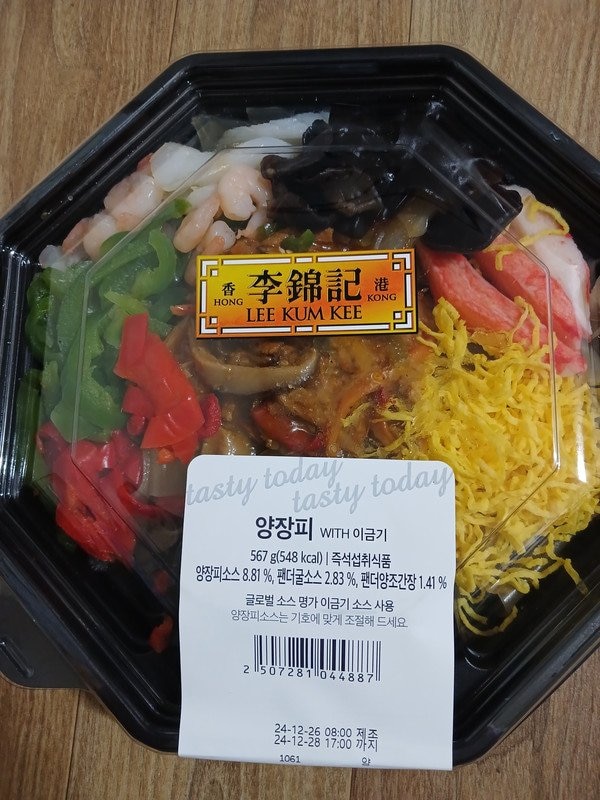 香 李錦記 港
HONG KONG
LEE KUM KEE
tasty today
tasty today
양장피 WITH 이금기
567 g(548 kcal) | 즉석섭취식품
양장피소스 8.81 %, 팬더굴소스 2.83 %, 팬더양조간장 1.41 %
글로벌 소스 명가 이금기 소스 사용
양장피소스는 기호에 맞게 조절해 드세요.
2 507281 044887
24-12-26 08:00 제조
24-12-28 17:00 까지
1061 양